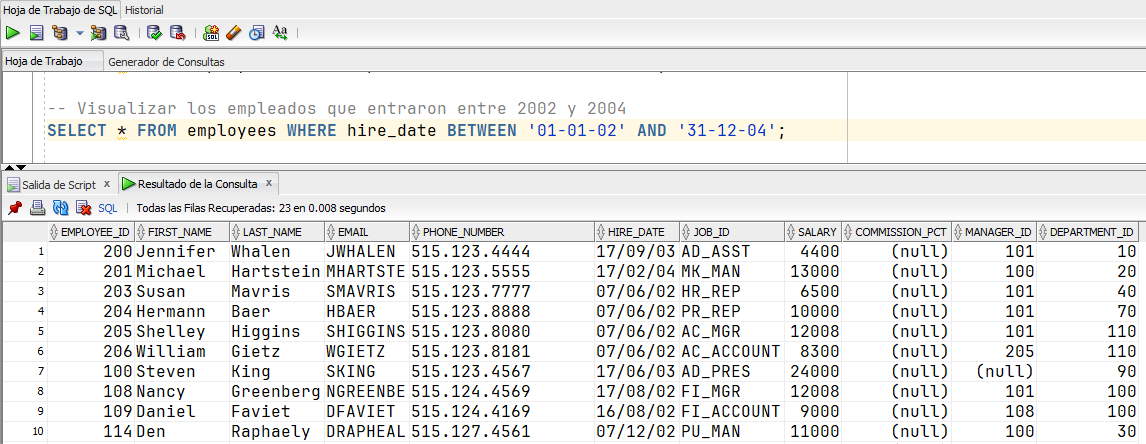 Hoja de Trabajo de SQL Historial
Hoja de Trabajo Generador de Consultas
-- Visualizar los empleados que entraron entre 2002 y 2004
SELECT * FROM employees WHERE hire_date BETWEEN '01-01-02' AND '31-12-04';
Salida de Script x Resultado de la Consulta x
SQL | Todas las Filas Recuperadas: 23 en 0.008 segundos
EMPLOYEE_ID FIRST_NAME LAST_NAME EMAIL PHONE_NUMBER HIRE_DATE JOB_ID SALARY COMMISSION_PCT MANAGER_ID DEPARTMENT_ID
1 200 Jennifer Whalen JWHALEN 515.123.4444 17/09/03 AD_ASST 4400 (null) 101 10
2 201 Michael Hartstein MHARTSTE 515.123.5555 17/02/04 MK_MAN 13000 (null) 100 20
3 203 Susan Mavris SMAVRIS 515.123.7777 07/06/02 HR_REP 6500 (null) 101 40
4 204 Hermann Baer HBAER 515.123.8888 07/06/02 PR_REP 10000 (null) 101 70
5 205 Shelley Higgins SHIGGINS 515.123.8080 07/06/02 AC_MGR 12008 (null) 101 110
6 206 William Gietz WGIETZ 515.123.8181 07/06/02 AC_ACCOUNT 8300 (null) 205 110
7 100 Steven King SKING 515.123.4567 17/06/03 AD_PRES 24000 (null) (null) 90
8 108 Nancy Greenberg NGREENBE 515.124.4569 17/08/02 FI_MGR 12008 (null) 101 100
9 109 Daniel Faviet DFAVIET 515.124.4169 16/08/02 FI_ACCOUNT 9000 (null) 108 100
10 114 Den Raphaely DRAPHEAL 515.127.4561 07/12/02 PU_MAN 11000 (null) 100 30